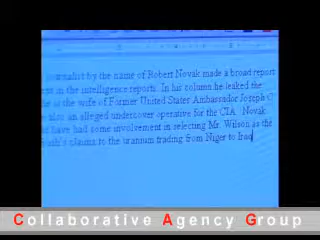 journalist by the name of Robert Novak made a broad report
in the intelligence reports. In his column he leaked the
as the wife of Former United States Ambassador Joseph C
also an alleged undercover operative for the CIA. Novak
have had some involvement in selecting Mr. Wilson as the
claims to the uranium trading from Niger to Iraq
Collaborative Agency Group